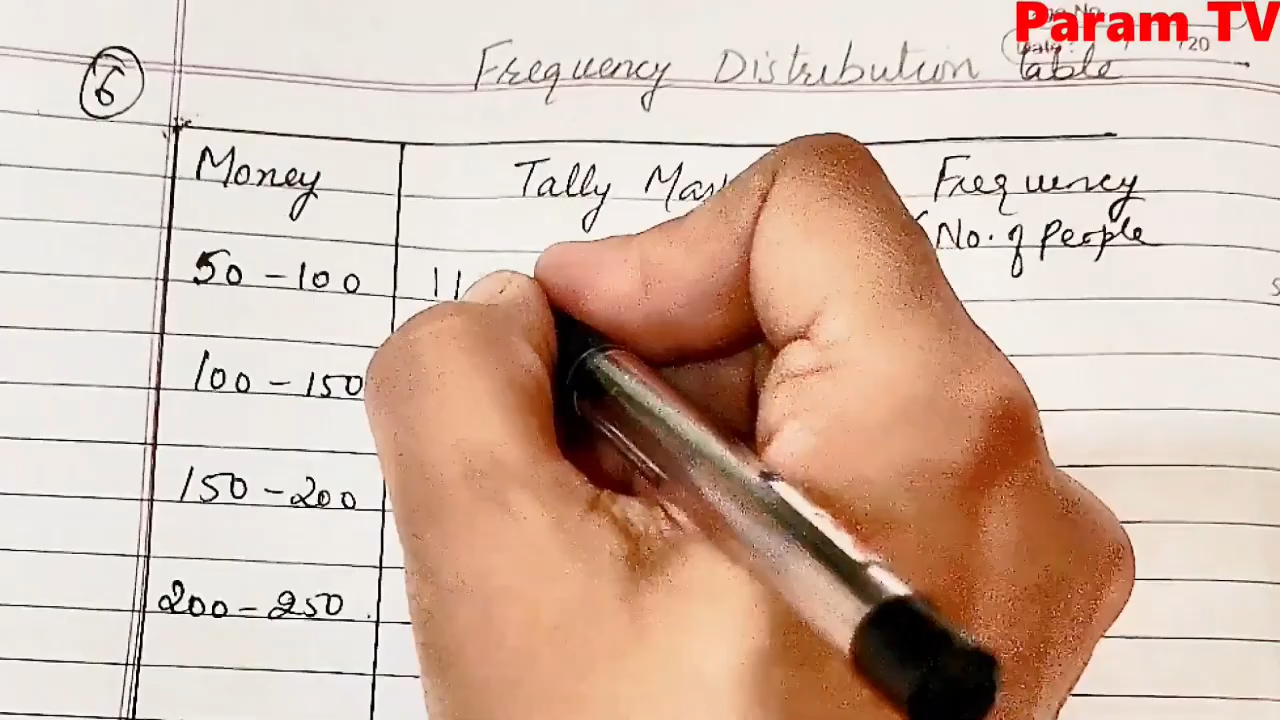 Param TV
Frequency Distribution table
6
Money
Tally
Frequency
No. of People
50 - 100
100 - 150
150 - 200
200 - 250